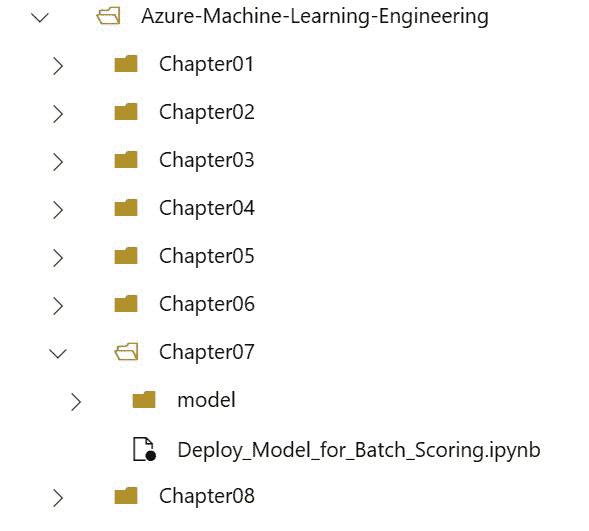 Azure-Machine-Learning-Engineering
Chapter01
Chapter02
Chapter03
Chapter04
Chapter05
Chapter06
Chapter07
model
Deploy_Model_for_Batch_Scoring.ipynb
Chapter08